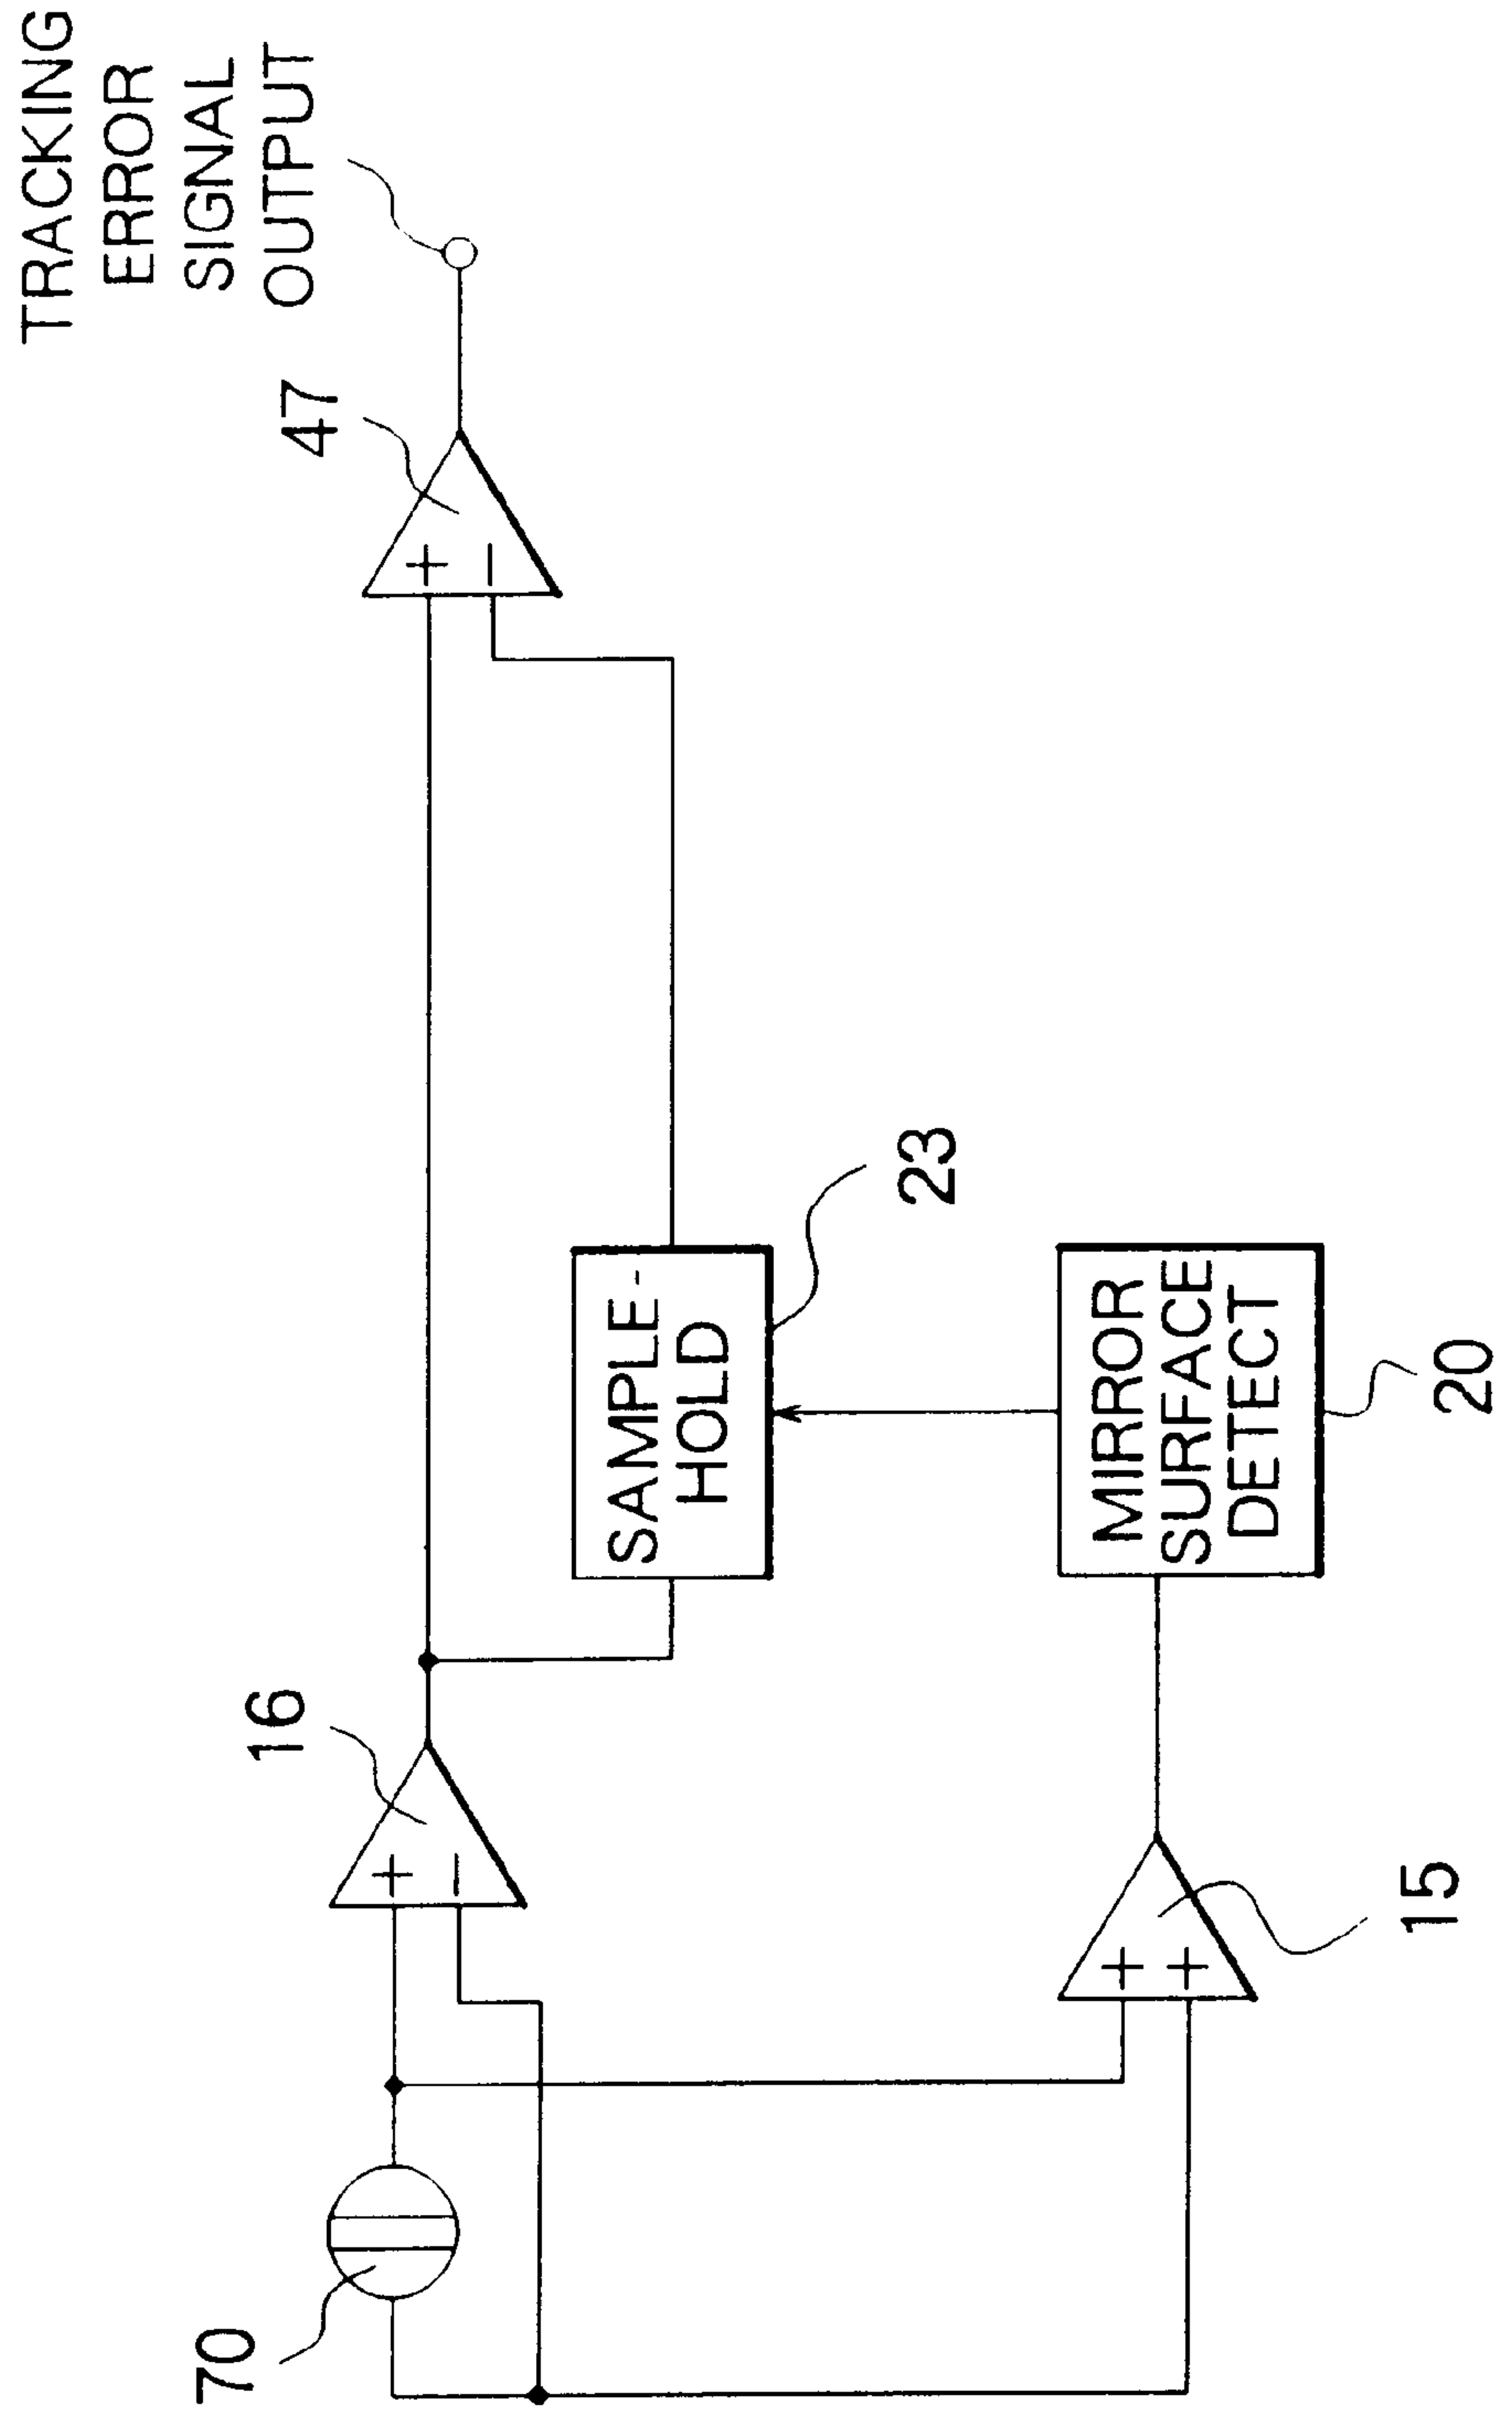 TRACKING
ERROR
SIGNAL
OUTPUT
47
16
+
−
+
−
SAMPLE-
HOLD
23
70
MIRROR
SURFACE
DETECT
20
+
+
15